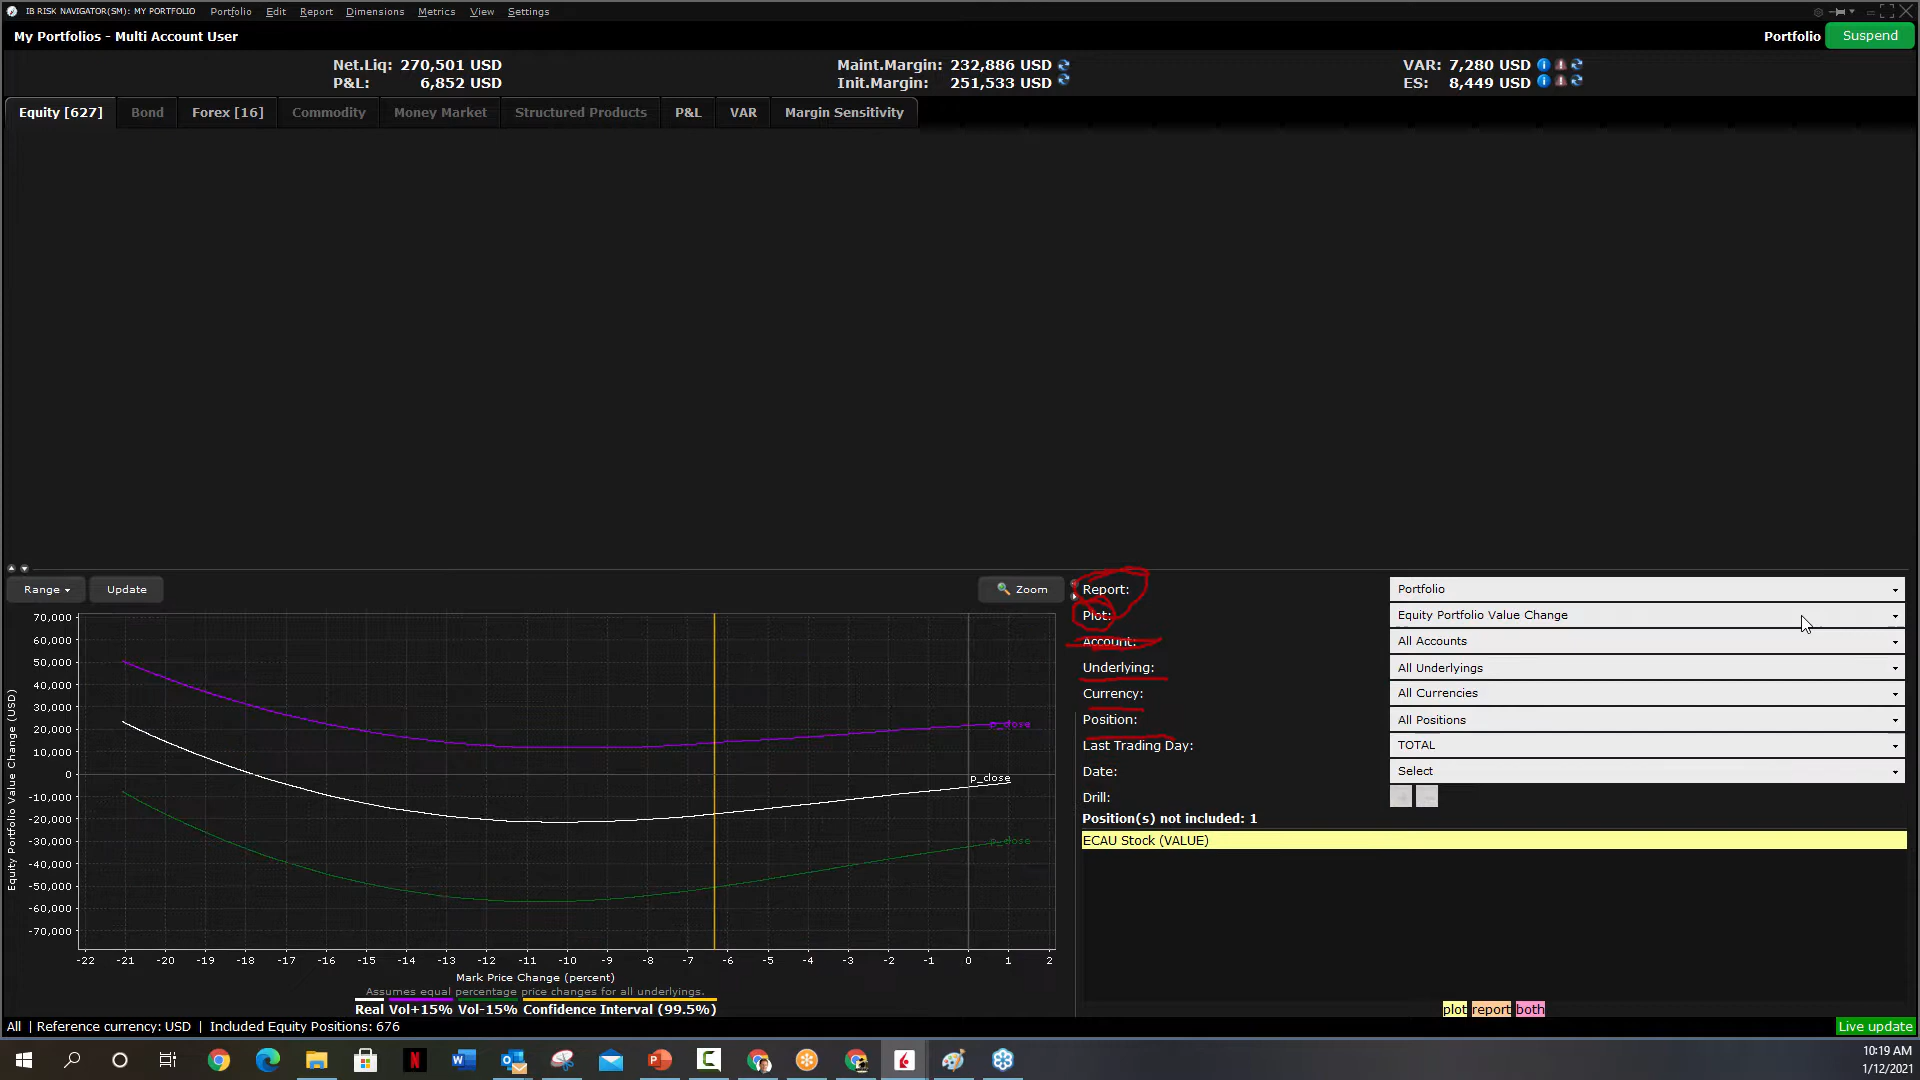 IB RISK NAVIGATOR(SM): MY PORTFOLIO Portfolio Edit Report Dimensions Metrics View Settings
My Portfolios - Multi Account User
Portfolio Suspend
Net.Liq: 270,501 USD
P&L: 6,852 USD
Maint.Margin: 232,886 USD
Init.Margin: 251,533 USD
VAR: 7,280 USD
ES: 8,449 USD
Equity [627] Bond Forex [16] Commodity Money Market Structured Products P&L VAR Margin Sensitivity
Range Update
Zoom
Equity Portfolio Value Change (USD)
70,000
60,000
50,000
40,000
30,000
20,000
10,000
0
-10,000
-20,000
-30,000
-40,000
-50,000
-60,000
-70,000
p_close
p_close
p_close
-22 -21 -20 -19 -18 -17 -16 -15 -14 -13 -12 -11 -10 -9 -8 -7 -6 -5 -4 -3 -2 -1 0 1 2
Mark Price Change (percent)
Assumes equal percentage price changes for all underlyings.
Real Vol+15% Vol-15% Confidence Interval (99.5%)
Report: Portfolio
Plot: Equity Portfolio Value Change
Account: All Accounts
Underlying: All Underlyings
Currency: All Currencies
Position: All Positions
Last Trading Day: TOTAL
Date: Select
Drill:
Position(s) not included: 1
ECAU Stock (VALUE)
plot report both
All | Reference currency: USD | Included Equity Positions: 676
Live update
10:19 AM
1/12/2021